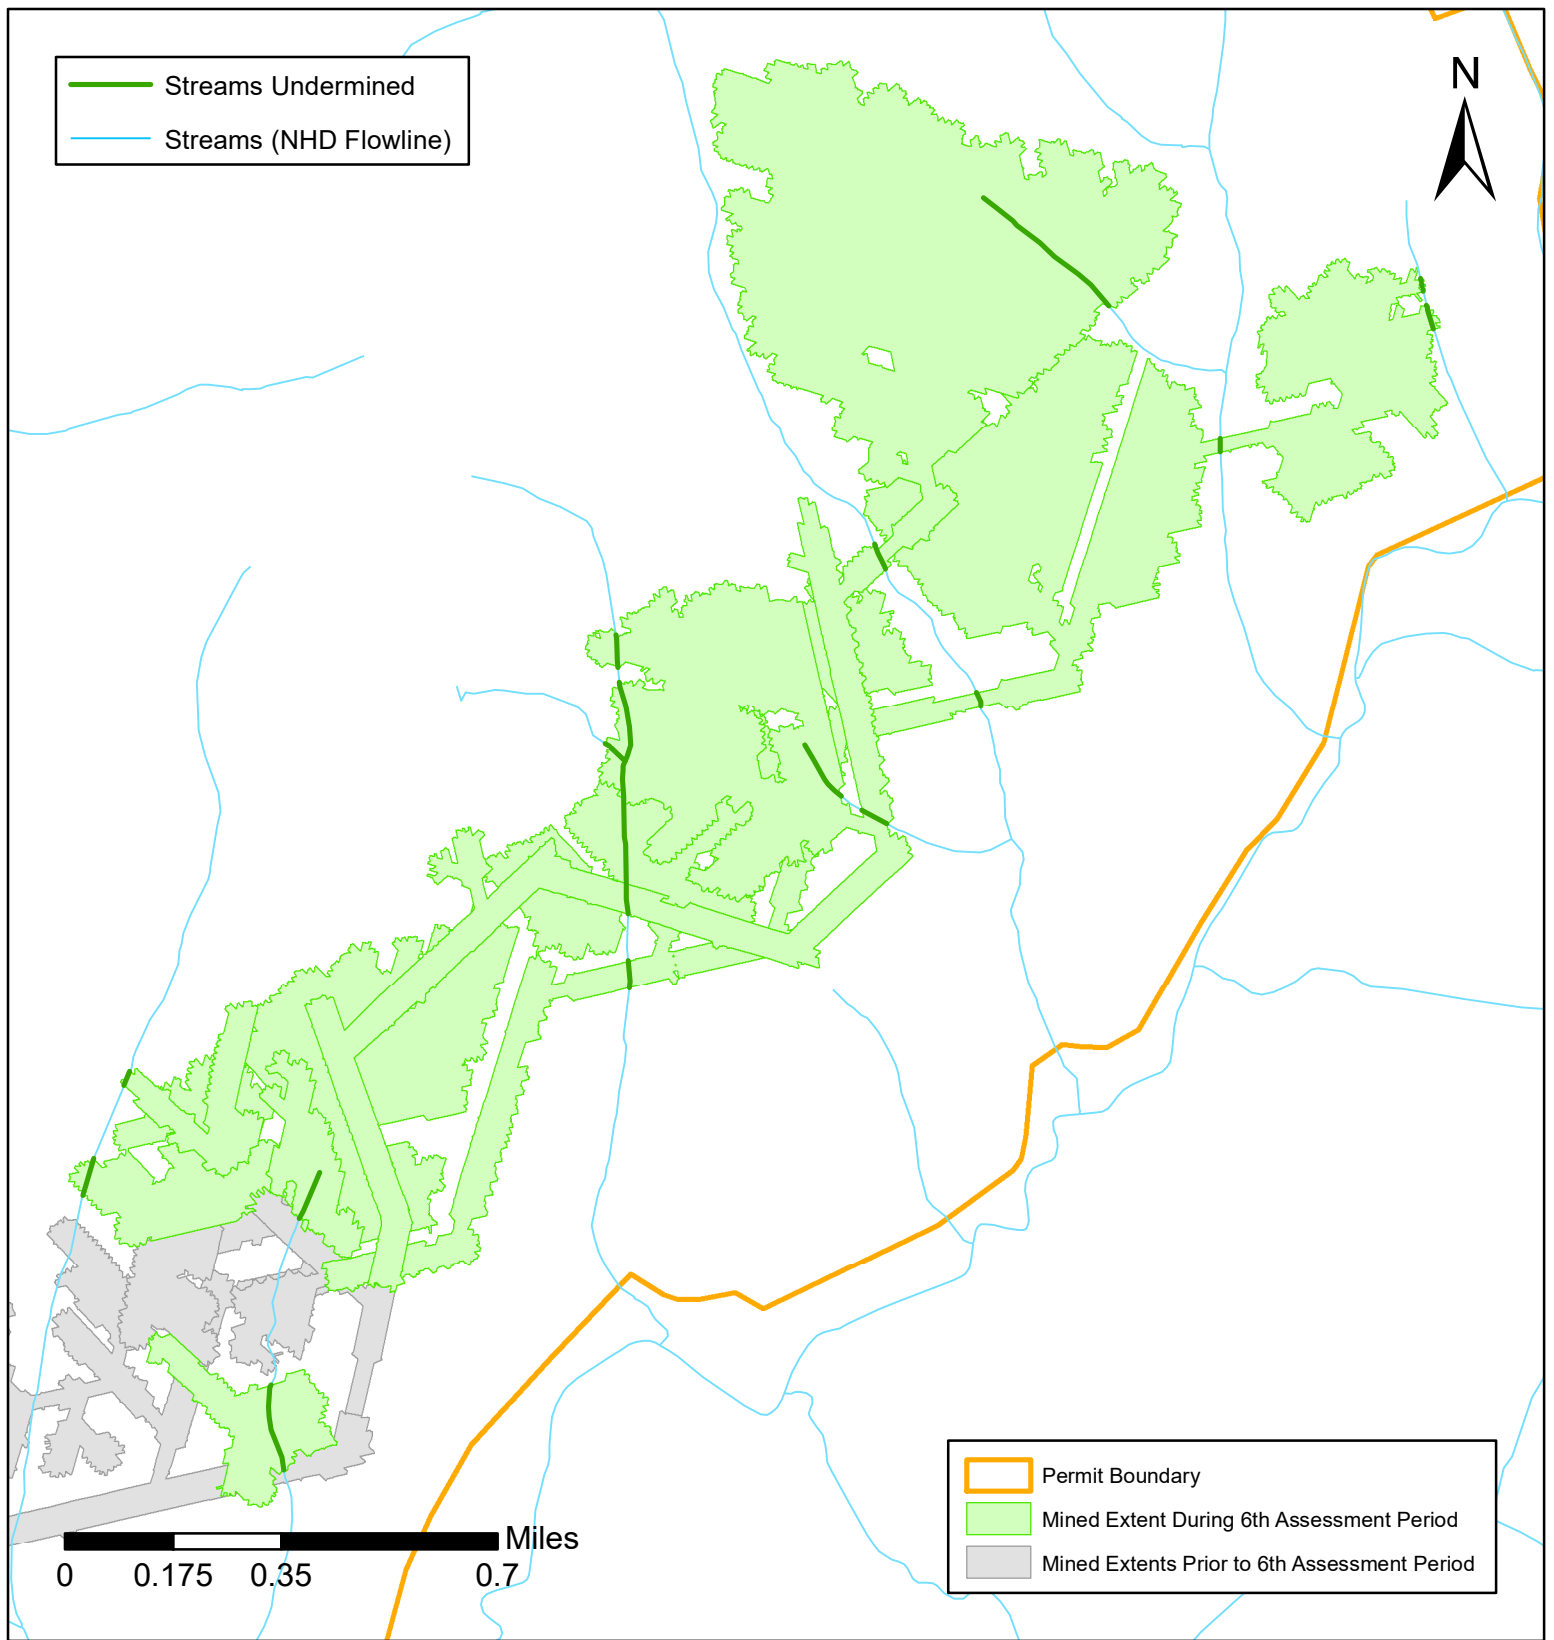 Streams Undermined
Streams (NHD Flowline)
N
Permit Boundary
Mined Extent During 6th Assessment Period
Mined Extents Prior to 6th Assessment Period
Miles
0 0.175 0.35 0.7